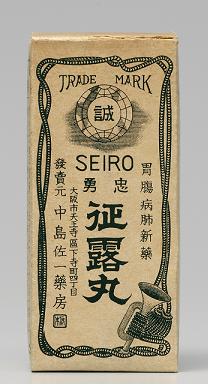 TRADE MARK
誠
SEIRO
胃腸病肺新藥
忠勇
征露丸
大阪市天王寺區下寺町四丁目
發賣元 中島佐一藥房